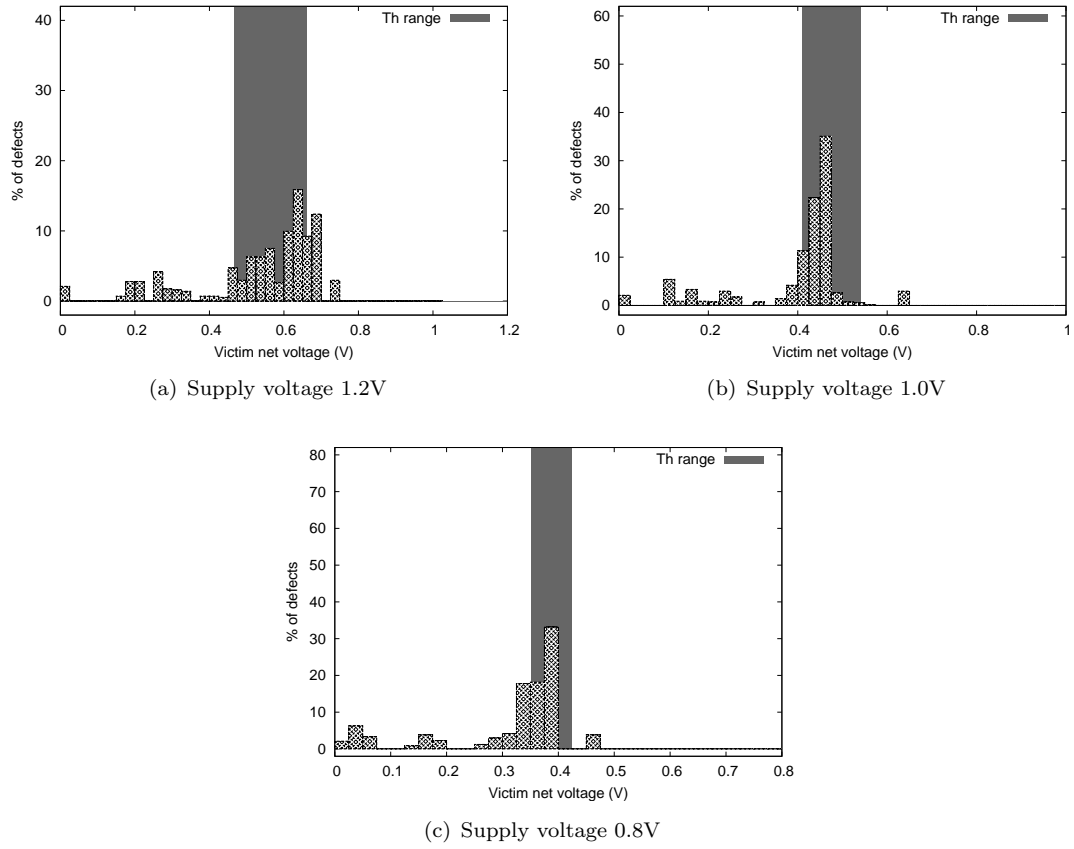 40
30
20
10
0
% of defects
Th range
0 0.2 0.4 0.6 0.8 1 1.2
Victim net voltage (V)
(a) Supply voltage 1.2V
60
50
40
30
20
10
0
% of defects
Th range
0 0.2 0.4 0.6 0.8 1
Victim net voltage (V)
(b) Supply voltage 1.0V
80
70
60
50
40
30
20
10
0
% of defects
Th range
0 0.1 0.2 0.3 0.4 0.5 0.6 0.7 0.8
Victim net voltage (V)
(c) Supply voltage 0.8V